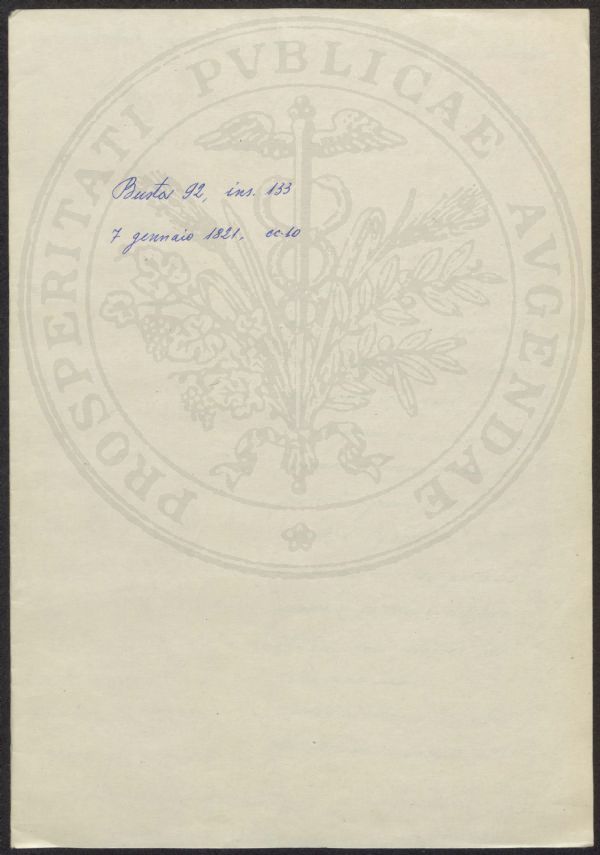 PROSPERITATI PVBLICAE AVGENDAE
Busta 92, ins. 133
7 gennaio 1821, cc. 10